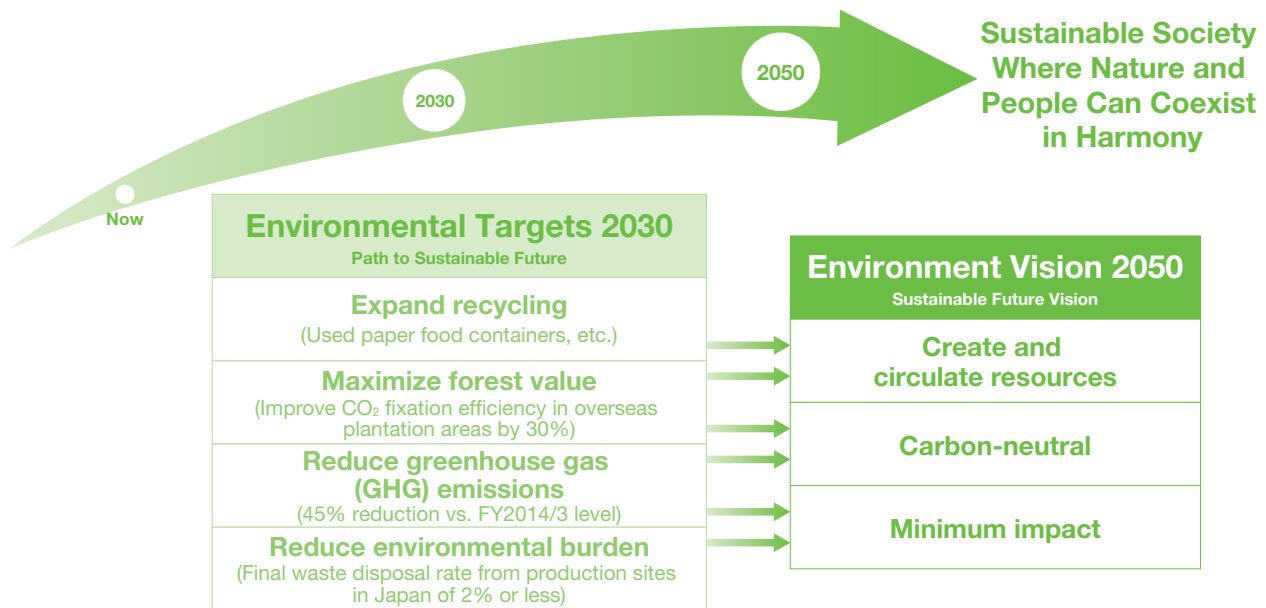 Sustainable Society
Where Nature and
People Can Coexist
in Harmony
2050
2030
Now
Environmental Targets 2030
Path to Sustainable Future
Expand recycling
(Used paper food containers, etc.)
Maximize forest value
(Improve CO₂ fixation efficiency in overseas
plantation areas by 30%)
Reduce greenhouse gas
(GHG) emissions
(45% reduction vs. FY2014/3 level)
Reduce environmental burden
(Final waste disposal rate from production sites
in Japan of 2% or less)
Environment Vision 2050
Sustainable Future Vision
Create and
circulate resources
Carbon-neutral
Minimum impact